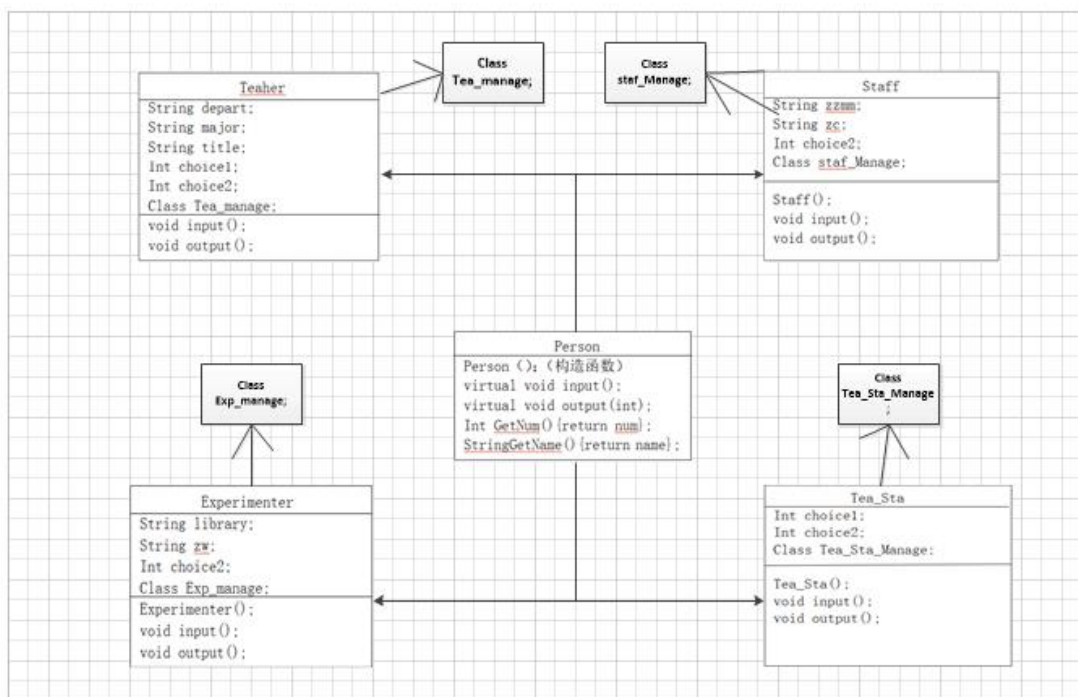 Class
Tea_manage;
Class
staf_Manage;
Teaher
String depart;
String major;
String title;
Int choice1;
Int choice2;
Class Tea_manage;
void input();
void output();
Staff
String zzmm;
String zc;
Int choice2;
Class staf_Manage;
Staff();
void input();
void output();
Person
Person ();（构造函数）
virtual void input();
virtual void output(int);
Int GetNum(){return num};
StringGetName(){return name};
Class
Exp_manage;
Class
Tea_Sta_Manage
;
Experimenter
String library;
String zw;
Int choice2;
Class Exp_manage;
Experimenter();
void input();
void output();
Tea_Sta
Int choice1;
Int choice2;
Class Tea_Sta_Manage;
Tea_Sta();
void input();
void output();